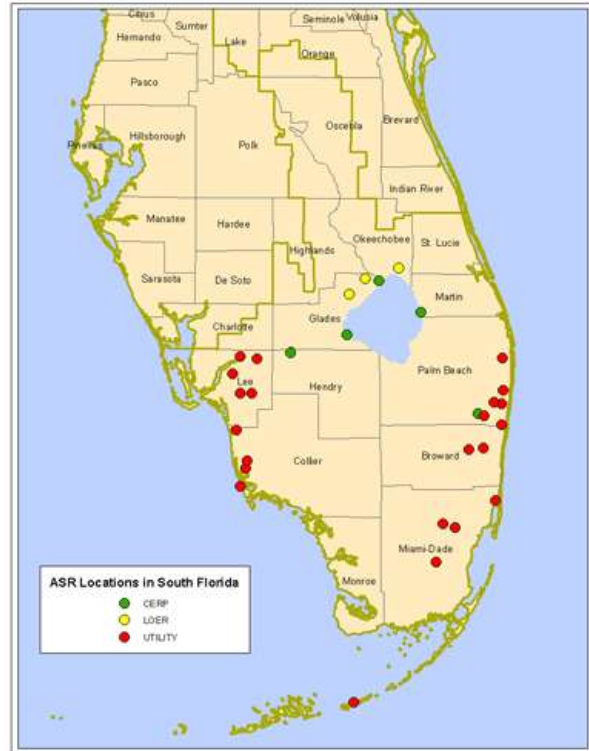 Citrus
Sumter
Seminole
Volusia
Hernando
Lake
Orange
Pasco
Osceola
Brevard
Pinellas
Hillsborough
Polk
Indian River
Manatee
Hardee
Okeechobee
Highlands
St. Lucie
Sarasota
De Soto
Martin
Glades
Charlotte
Palm Beach
Lee
Hendry
Collier
Broward
Miami-Dade
Monroe
ASR Locations in South Florida
CERP
LOER
UTILITY